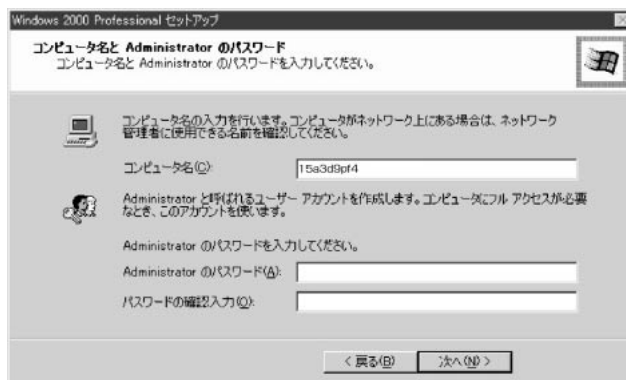 Windows 2000 Professional セットアップ
コンピュータ名と Administrator のパスワード
コンピュータ名と Administrator のパスワードを入力してください。
コンピュータ名の入力を行います。コンピュータがネットワーク上にある場合は、ネットワーク
管理者に使用できる名前を確認してください。
コンピュータ名(C):
15a3d9pf4
Administrator と呼ばれるユーザー アカウントを作成します。コンピュータにフル アクセスが必要
なとき、このアカウントを使います。
Administrator のパスワードを入力してください。
Administrator のパスワード(A):
パスワードの確認入力(O):
< 戻る(B)
次へ(N) >